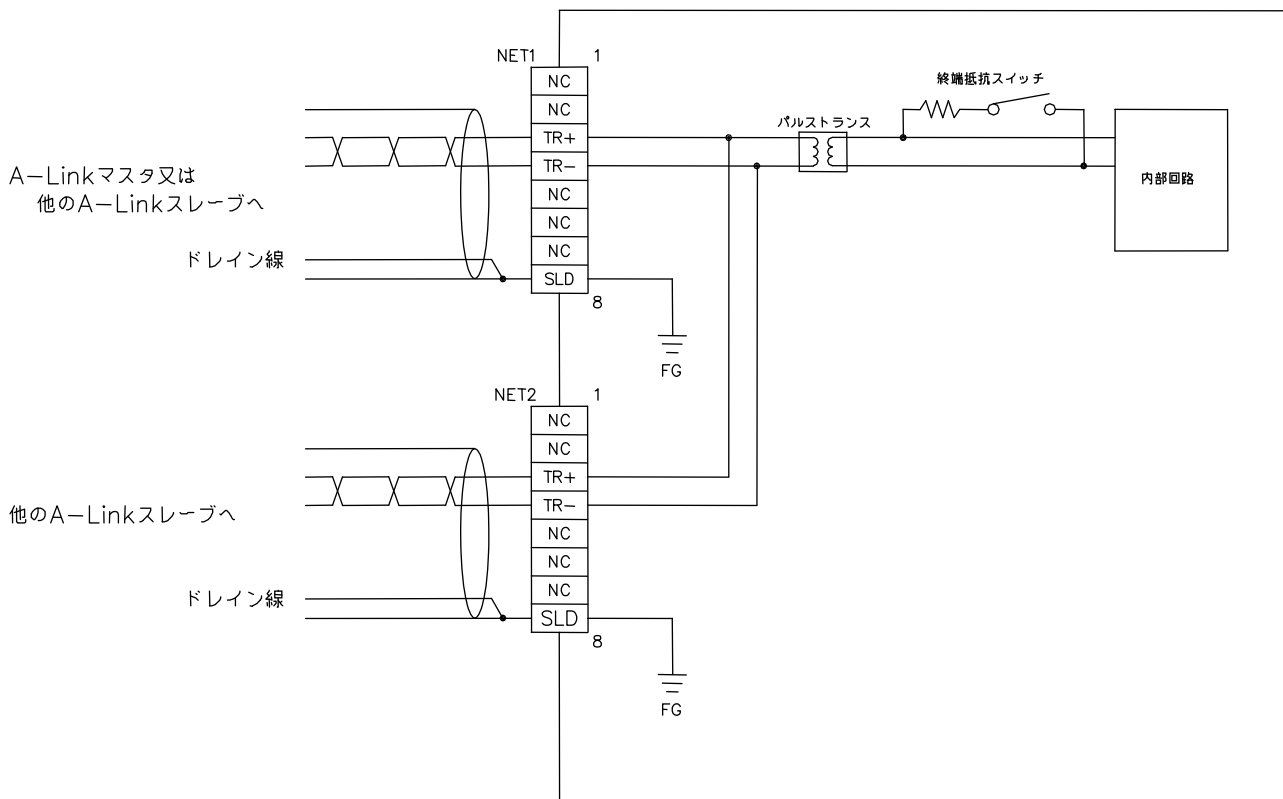 NET1 1
NC
NC
TR+
TR−
NC
NC
NC
SLD
8
A−Linkマスタ又は
他のA−Linkスレーブへ
ドレイン線
FG
パルストランス
終端抵抗スイッチ
内部回路
NET2 1
NC
NC
TR+
TR−
NC
NC
NC
SLD
8
他のA−Linkスレーブへ
ドレイン線
FG